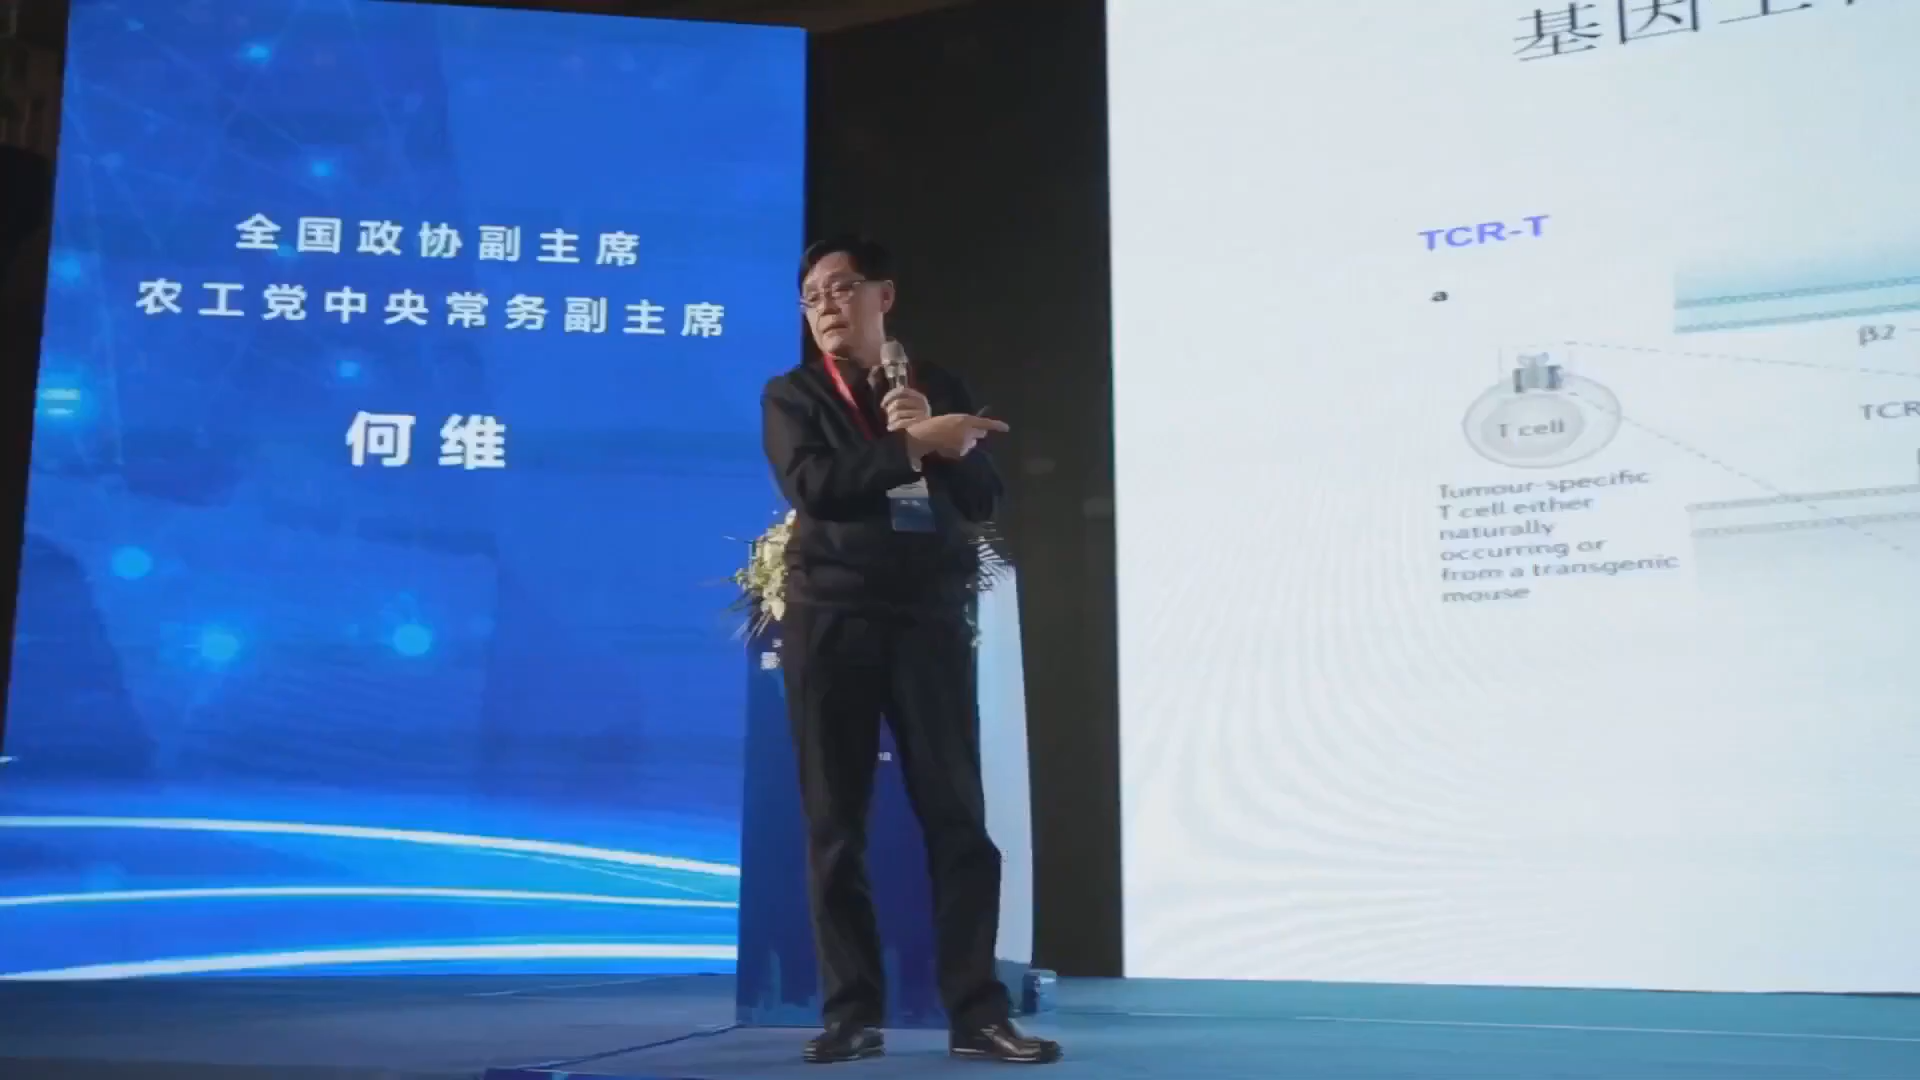 全国政协副主席
农工党中央常务副主席
何维
基因工
TCR-T
a
β2
T cell
TCR
Tumour-specific
T cell either
naturally
occurring or
from a transgenic
mouse